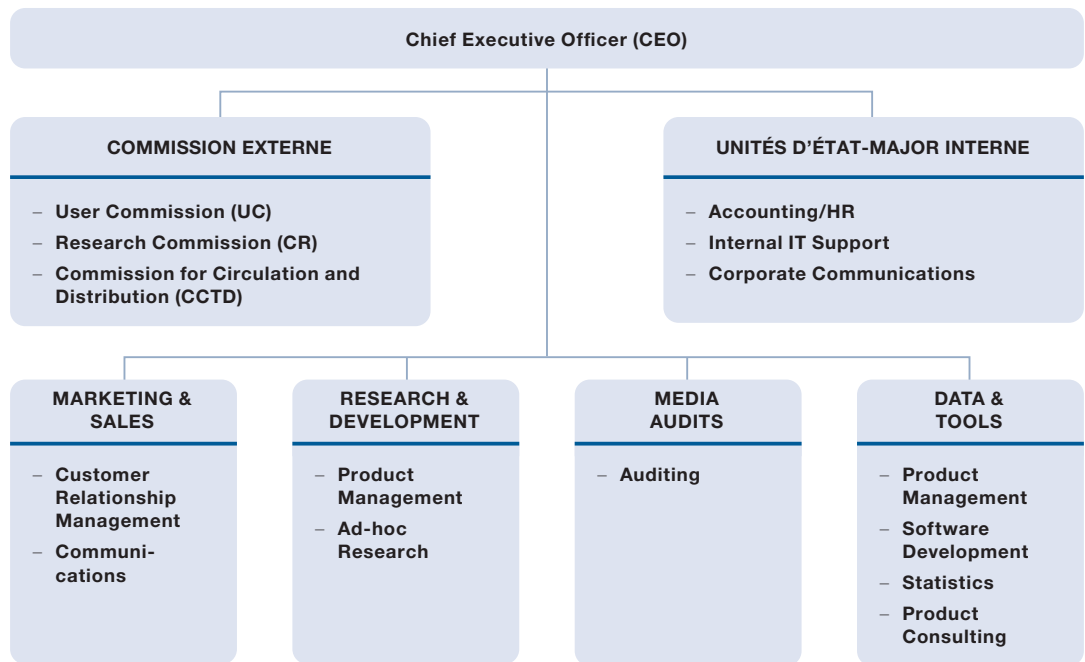 Chief Executive Officer (CEO)
COMMISSION EXTERNE
– User Commission (UC)
– Research Commission (CR)
– Commission for Circulation and
Distribution (CCTD)
UNITÉS D’ÉTAT-MAJOR INTERNE
– Accounting/HR
– Internal IT Support
– Corporate Communications
MARKETING &
SALES
– Customer
Relationship
Management
– Communi-
cations
RESEARCH &
DEVELOPMENT
– Product
Management
– Ad-hoc
Research
MEDIA
AUDITS
– Auditing
DATA &
TOOLS
– Product
Management
– Software
Development
– Statistics
– Product
Consulting